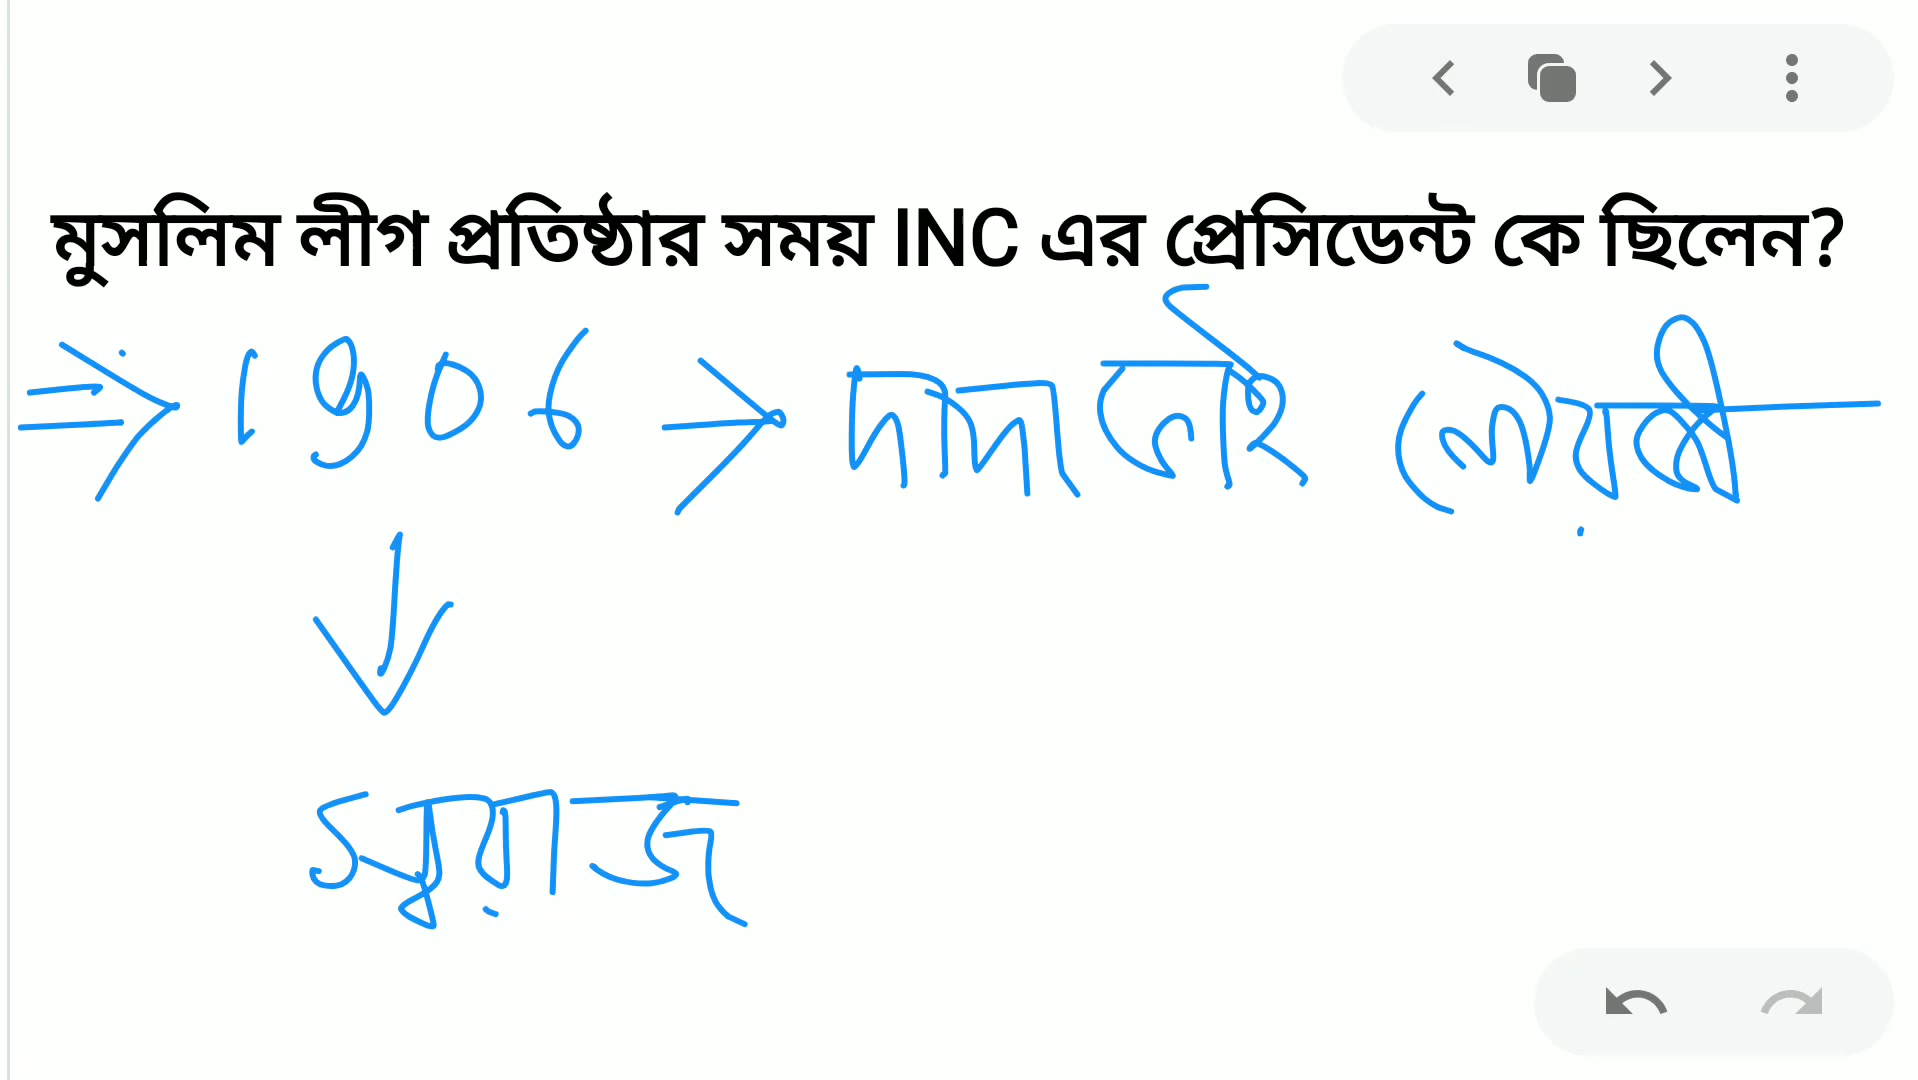 মুসলিম লীগ প্রতিষ্ঠার সময় INC এর প্রেসিডেন্ট কে ছিলেন?
⇒ 1906 → দাদাভাই নৌরজী
↓
স্বরাজ